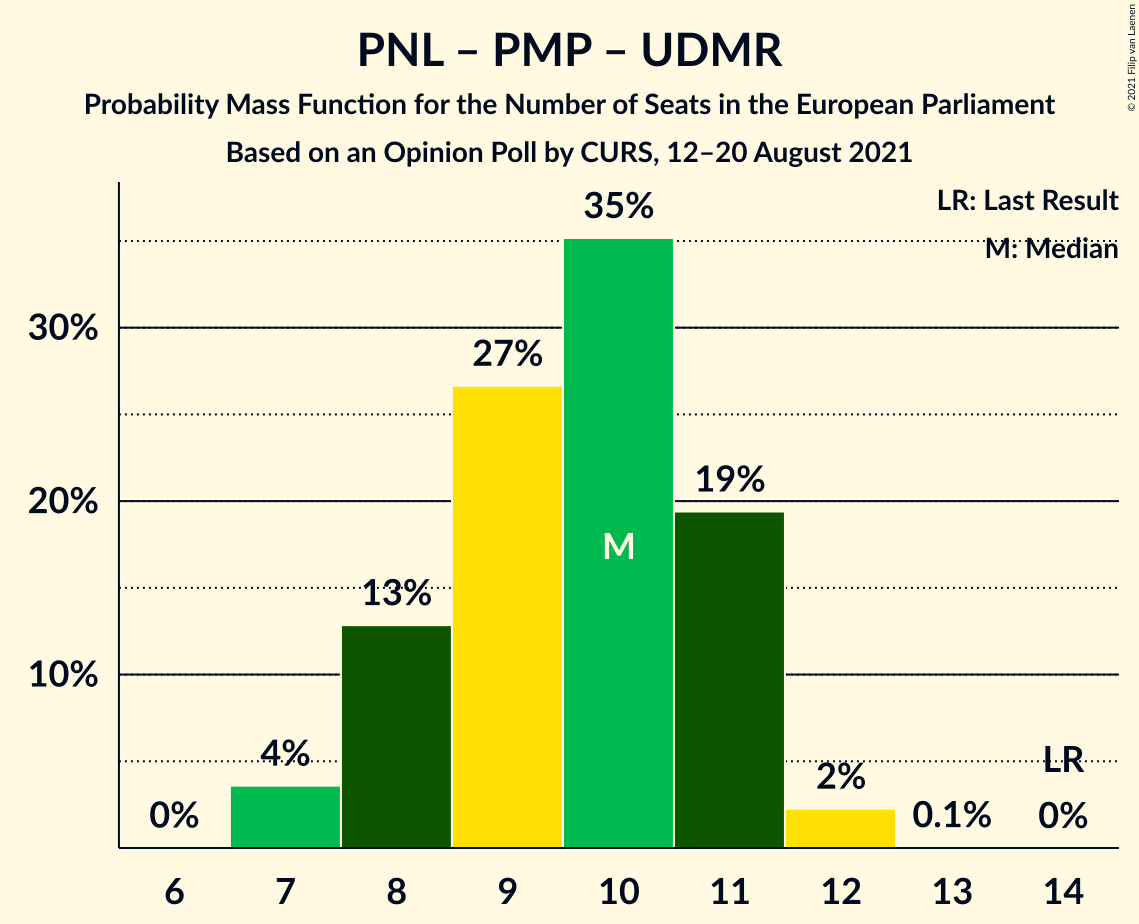 PNL – PMP – UDMR
Probability Mass Function for the Number of Seats in the European Parliament
Based on an Opinion Poll by CURS, 12–20 August 2021
© 2021 Filip van Laenen
LR: Last Result
M: Median
35%
30%
27%
20%
19%
M
13%
10%
4%
2%
LR
0%
0.1%
0%
6 7 8 9 10 11 12 13 14